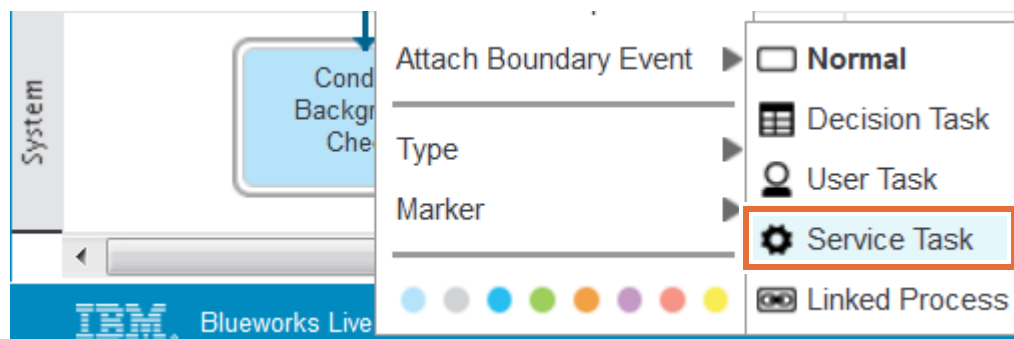 System
Cond
Backgr
Che
Attach Boundary Event
Type
Marker
Normal
Decision Task
User Task
Service Task
Linked Process
IBM. Blueworks Live